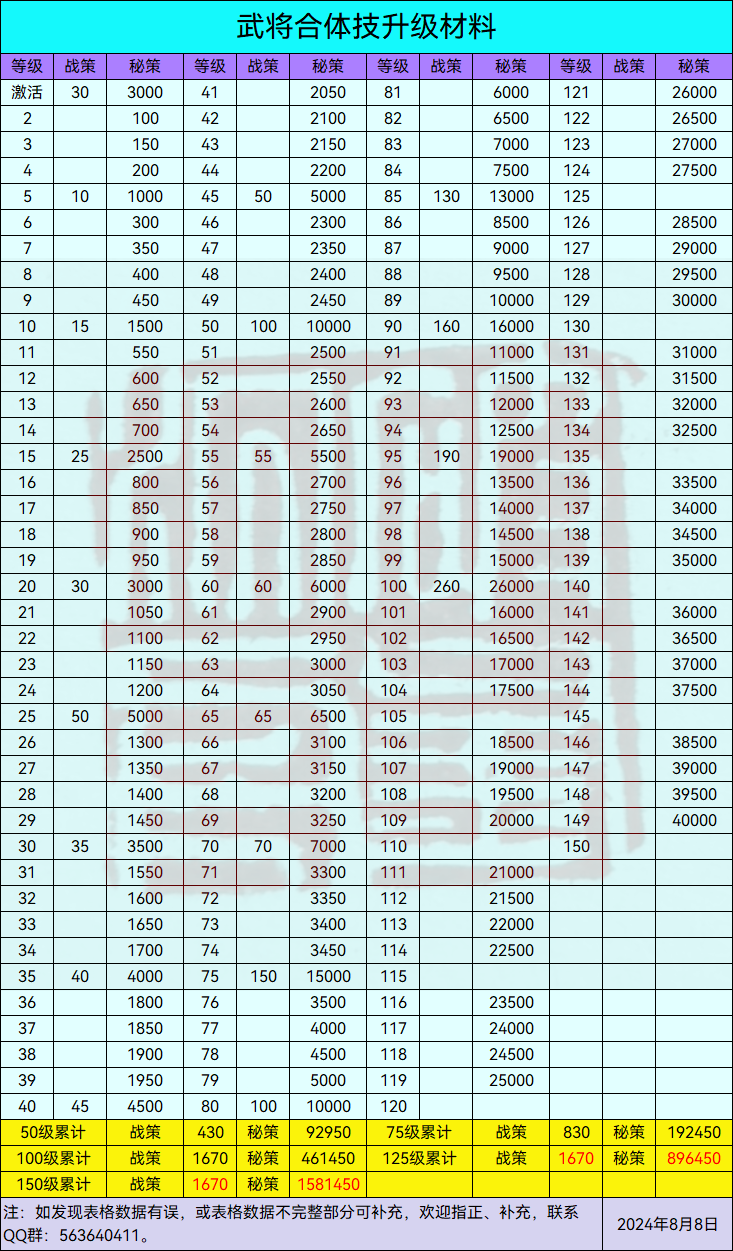 武将合体技升级材料
等级 战策 秘策 等级 战策 秘策 等级 战策 秘策 等级 战策 秘策
激活 30 3000 41 2050 81 6000 121 26000
2 100 42 2100 82 6500 122 26500
3 150 43 2150 83 7000 123 27000
4 200 44 2200 84 7500 124 27500
5 10 1000 45 50 5000 85 130 13000 125
6 300 46 2300 86 8500 126 28500
7 350 47 2350 87 9000 127 29000
8 400 48 2400 88 9500 128 29500
9 450 49 2450 89 10000 129 30000
10 15 1500 50 100 10000 90 160 16000 130
11 550 51 2500 91 11000 131 31000
12 600 52 2550 92 11500 132 31500
13 650 53 2600 93 12000 133 32000
14 700 54 2650 94 12500 134 32500
15 25 2500 55 55 5500 95 190 19000 135
16 800 56 2700 96 13500 136 33500
17 850 57 2750 97 14000 137 34000
18 900 58 2800 98 14500 138 34500
19 950 59 2850 99 15000 139 35000
20 30 3000 60 60 6000 100 260 26000 140
21 1050 61 2900 101 16000 141 36000
22 1100 62 2950 102 16500 142 36500
23 1150 63 3000 103 17000 143 37000
24 1200 64 3050 104 17500 144 37500
25 50 5000 65 65 6500 105 145
26 1300 66 3100 106 18500 146 38500
27 1350 67 3150 107 19000 147 39000
28 1400 68 3200 108 19500 148 39500
29 1450 69 3250 109 20000 149 40000
30 35 3500 70 70 7000 110 150
31 1550 71 3300 111 21000
32 1600 72 3350 112 21500
33 1650 73 3400 113 22000
34 1700 74 3450 114 22500
35 40 4000 75 150 15000 115
36 1800 76 3500 116 23500
37 1850 77 4000 117 24000
38 1900 78 4500 118 24500
39 1950 79 5000 119 25000
40 45 4500 80 100 10000 120
50级累计 战策 430 秘策 92950 75级累计 战策 830 秘策 192450
100级累计 战策 1670 秘策 461450 125级累计 战策 1670 秘策 896450
150级累计 战策 1670 秘策 1581450
注：如发现表格数据有误，或表格数据不完整部分可补充，欢迎指正、补充，联系
QQ群：563640411。
2024年8月8日